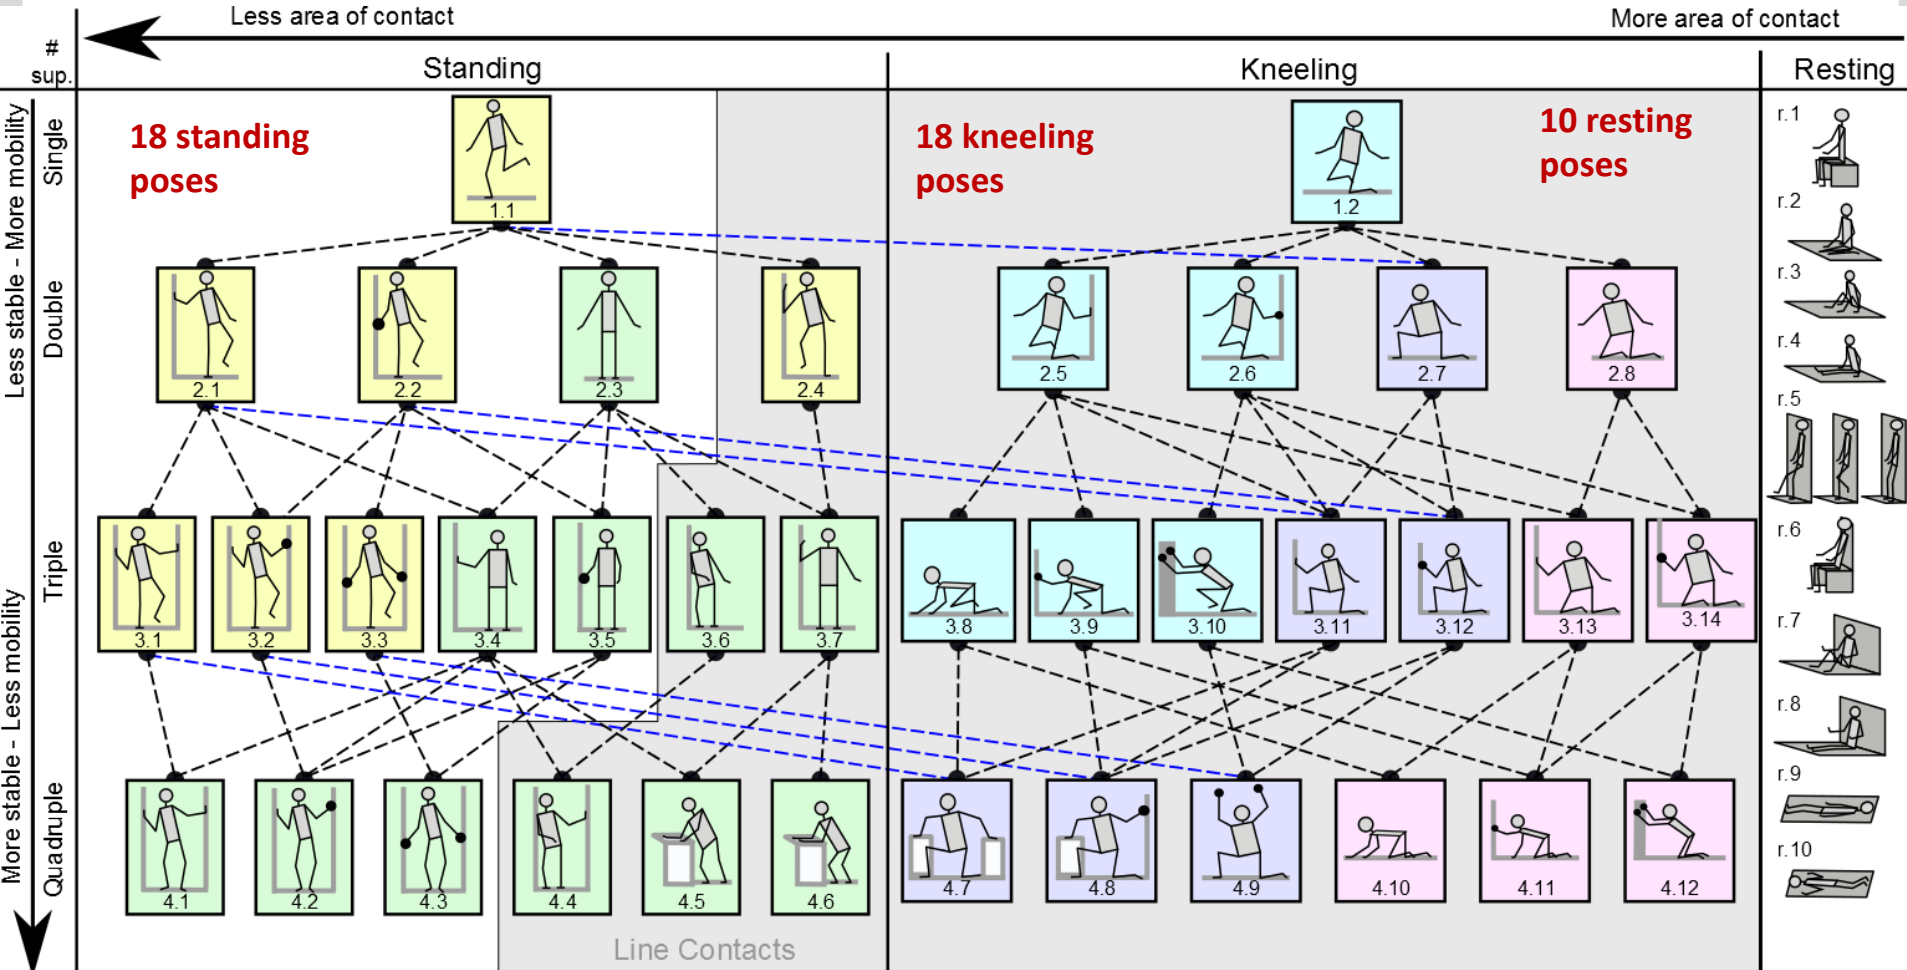 Less area of contact
More area of contact
#
sup.
Standing
Kneeling
Resting
Less stable - More mobility
More stable - Less mobility
Single
18 standing
poses
1.1
18 kneeling
poses
1.2
10 resting
poses
Double
2.1
2.2
2.3
2.4
2.5
2.6
2.7
2.8
Triple
3.1
3.2
3.3
3.4
3.5
3.6
3.7
3.8
3.9
3.10
3.11
3.12
3.13
3.14
Quadruple
4.1
4.2
4.3
4.4
4.5
4.6
4.7
4.8
4.9
4.10
4.11
4.12
Line Contacts
r.1
r.2
r.3
r.4
r.5
r.6
r.7
r.8
r.9
r.10